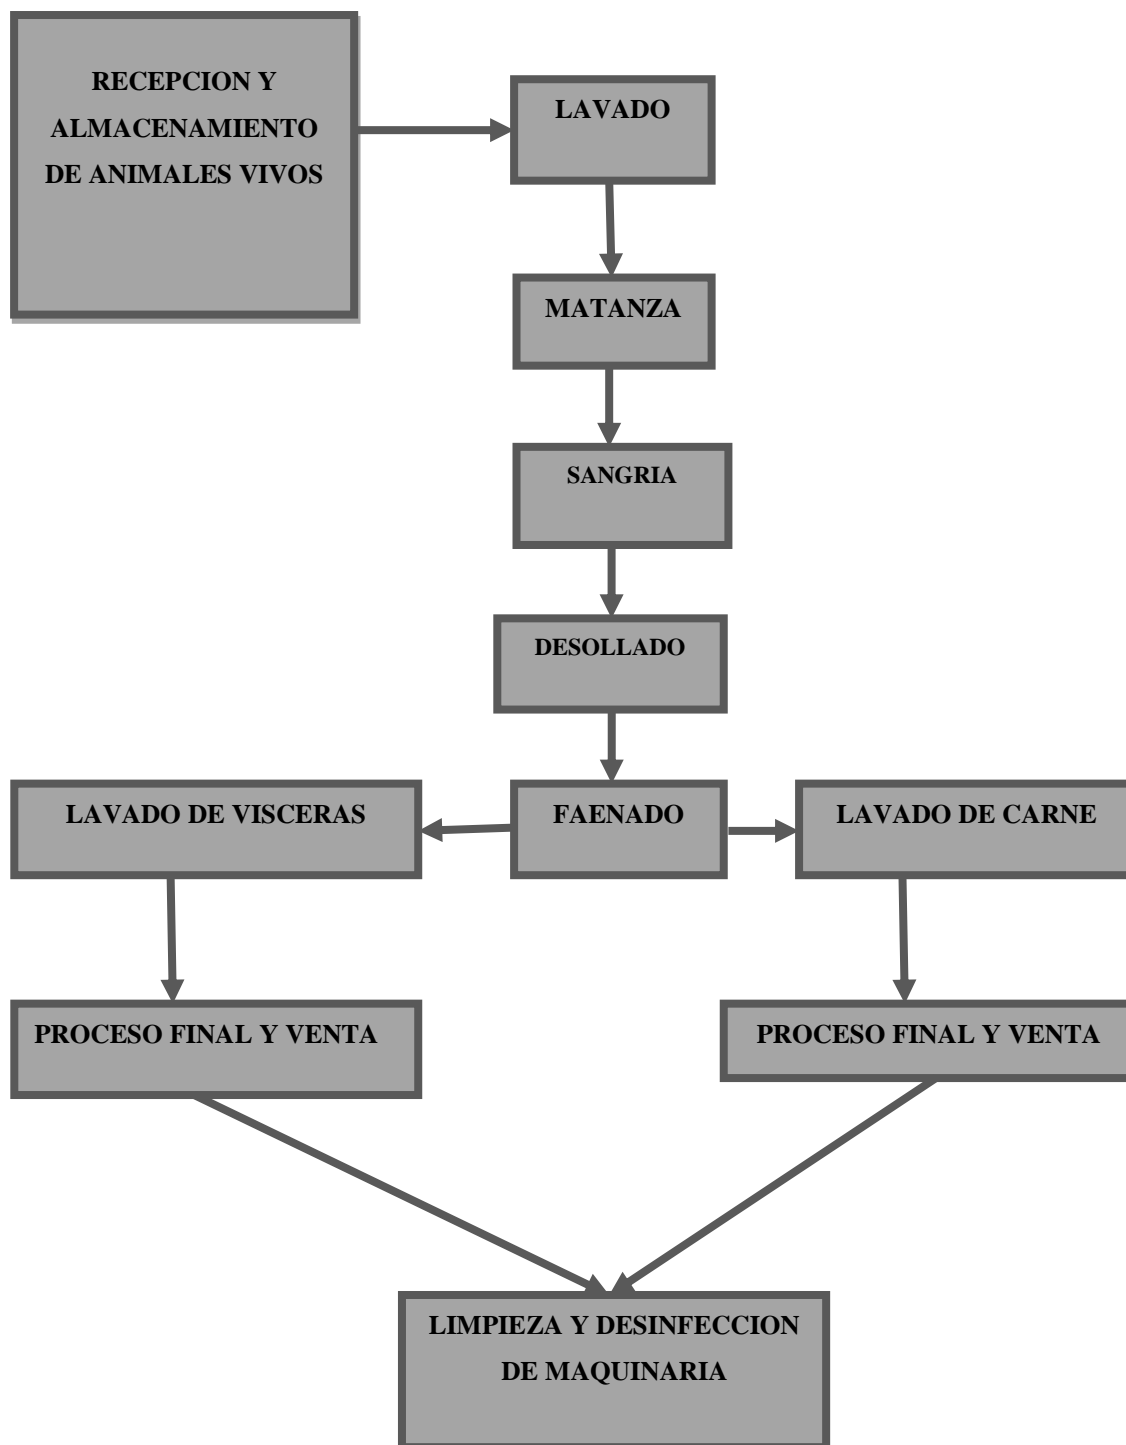 RECEPCION Y
ALMACENAMIENTO
DE ANIMALES VIVOS
LAVADO
MATANZA
SANGRIA
DESOLLADO
LAVADO DE VISCERAS
FAENADO
LAVADO DE CARNE
PROCESO FINAL Y VENTA
PROCESO FINAL Y VENTA
LIMPIEZA Y DESINFECCION
DE MAQUINARIA